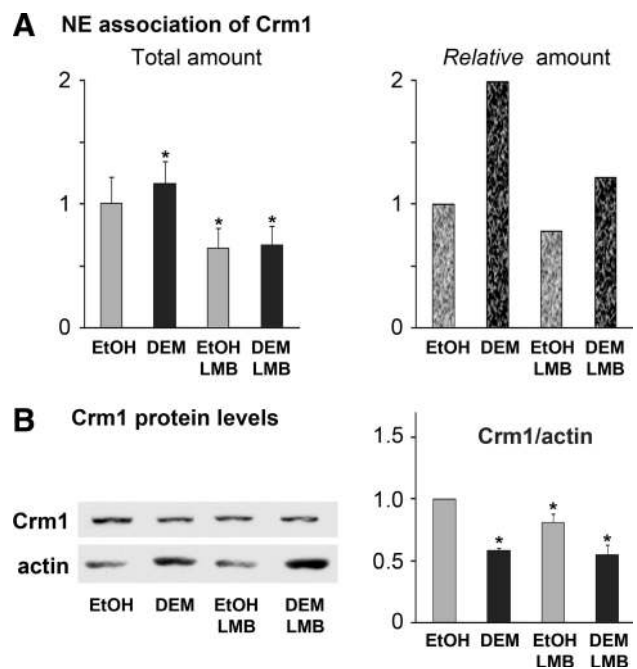 A NE association of Crm1
Total amount
2
1
0
*
*
*
EtOH DEM EtOH DEM
LMB LMB
Relative amount
2
1
0
EtOH DEM EtOH DEM
LMB LMB
B Crm1 protein levels
Crm1
actin
EtOH DEM EtOH DEM
LMB LMB
Crm1/actin
1.5
1.0
0.5
0
*
*
*
EtOH DEM EtOH DEM
LMB LMB